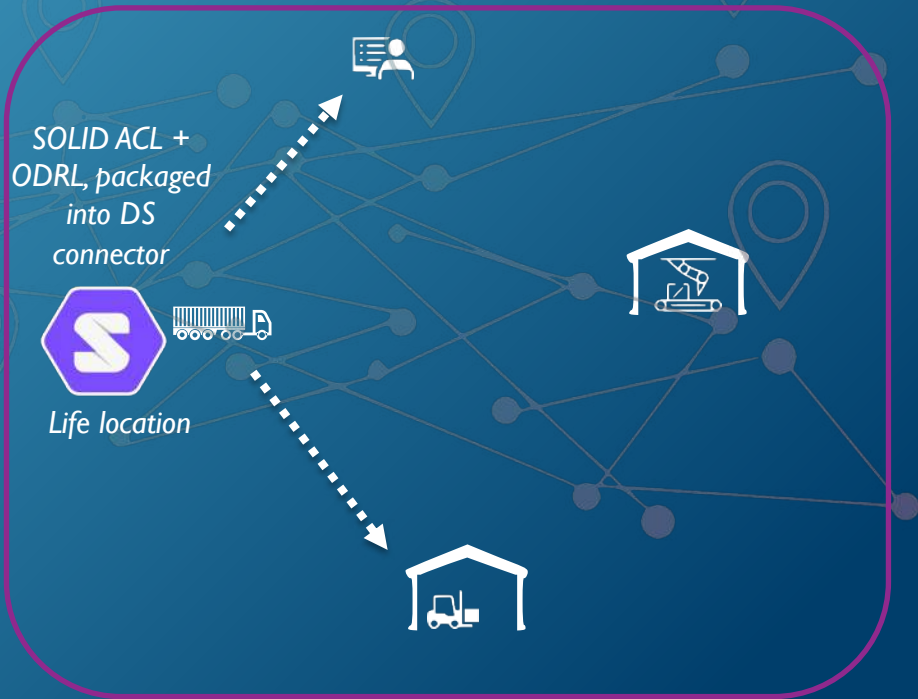 SOLID ACL +
ODRL, packaged
into DS
connector
Life location